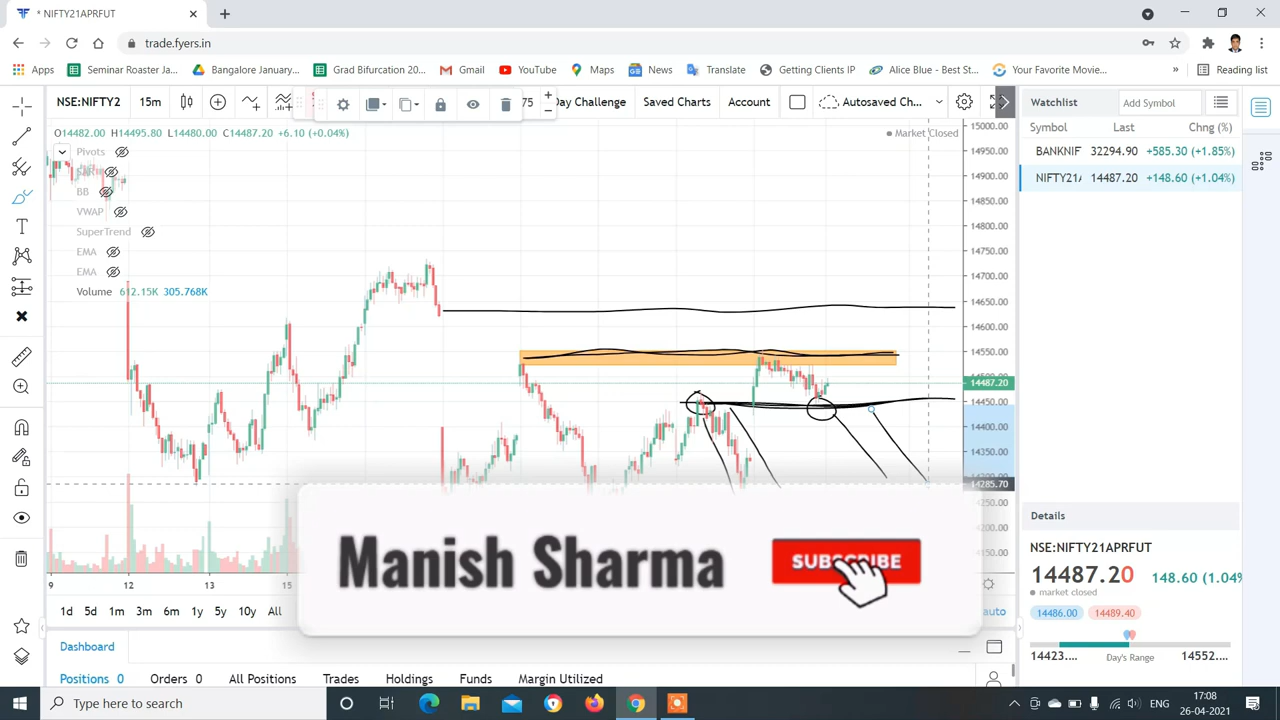 * NIFTY21APRFUT
trade.fyers.in
Apps
Seminar Roaster Ja...
Bangalore January...
Grad Bifurcation 20...
Gmail
YouTube
Maps
News
Translate
Getting Clients IP
Alice Blue - Best S...
Your Favorite Movie...
»
Reading list
NSE:NIFTY2
15m
75
Day Challenge
Saved Charts
Account
Autosaved Ch...
Watchlist
Add Symbol
O14482.00 H14495.80 L14480.00 C14487.20 +6.10 (+0.04%)
Market Closed
Symbol Last Chng (%)
Pivots
BB
VWAP
SuperTrend
EMA
EMA
Volume 612.15K 305.768K
BANKNIF 32294.90 +585.30 (+1.85%)
NIFTY21 14487.20 +148.60 (+1.04%)
15000.00
14950.00
14900.00
14850.00
14800.00
14750.00
14700.00
14650.00
14600.00
14550.00
14487.20
14450.00
14400.00
14350.00
14285.70
14250.00
14200.00
14150.00
9 12 13 15
Manish Sharma
SUBSCRIBE
1d 5d 1m 3m 6m 1y 5y 10y All
auto
Dashboard
Positions 0 Orders 0 All Positions Trades Holdings Funds Margin Utilized
Details
NSE:NIFTY21APRFUT
14487.20 148.60 (1.04%
market closed
14486.00 14489.40
14423.... Day's Range 14552....
Type here to search
ENG
17:08
26-04-2021